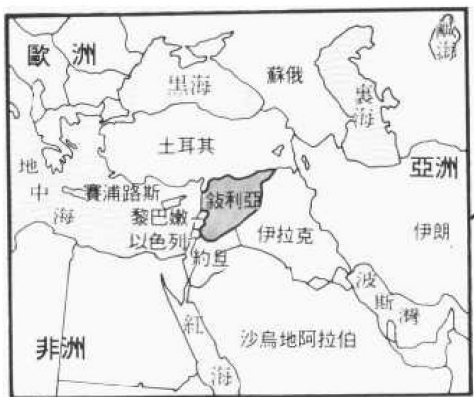 歐洲
黑海
蘇俄
鹹海
裏海
土耳其
亞洲
地中海
賽浦路斯
敍利亞
黎巴嫩
以色列
伊拉克
伊朗
約旦
波斯灣
非洲
紅海
沙烏地阿拉伯